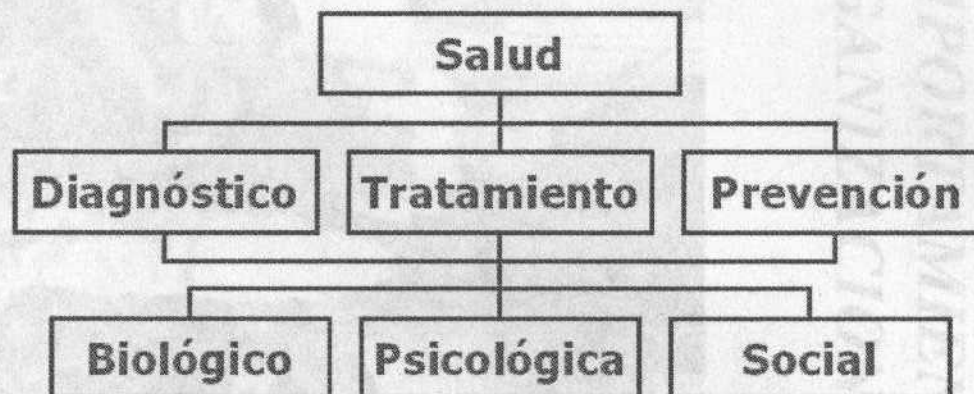 Salud
Diagnóstico Tratamiento Prevención
Biológico Psicológica Social